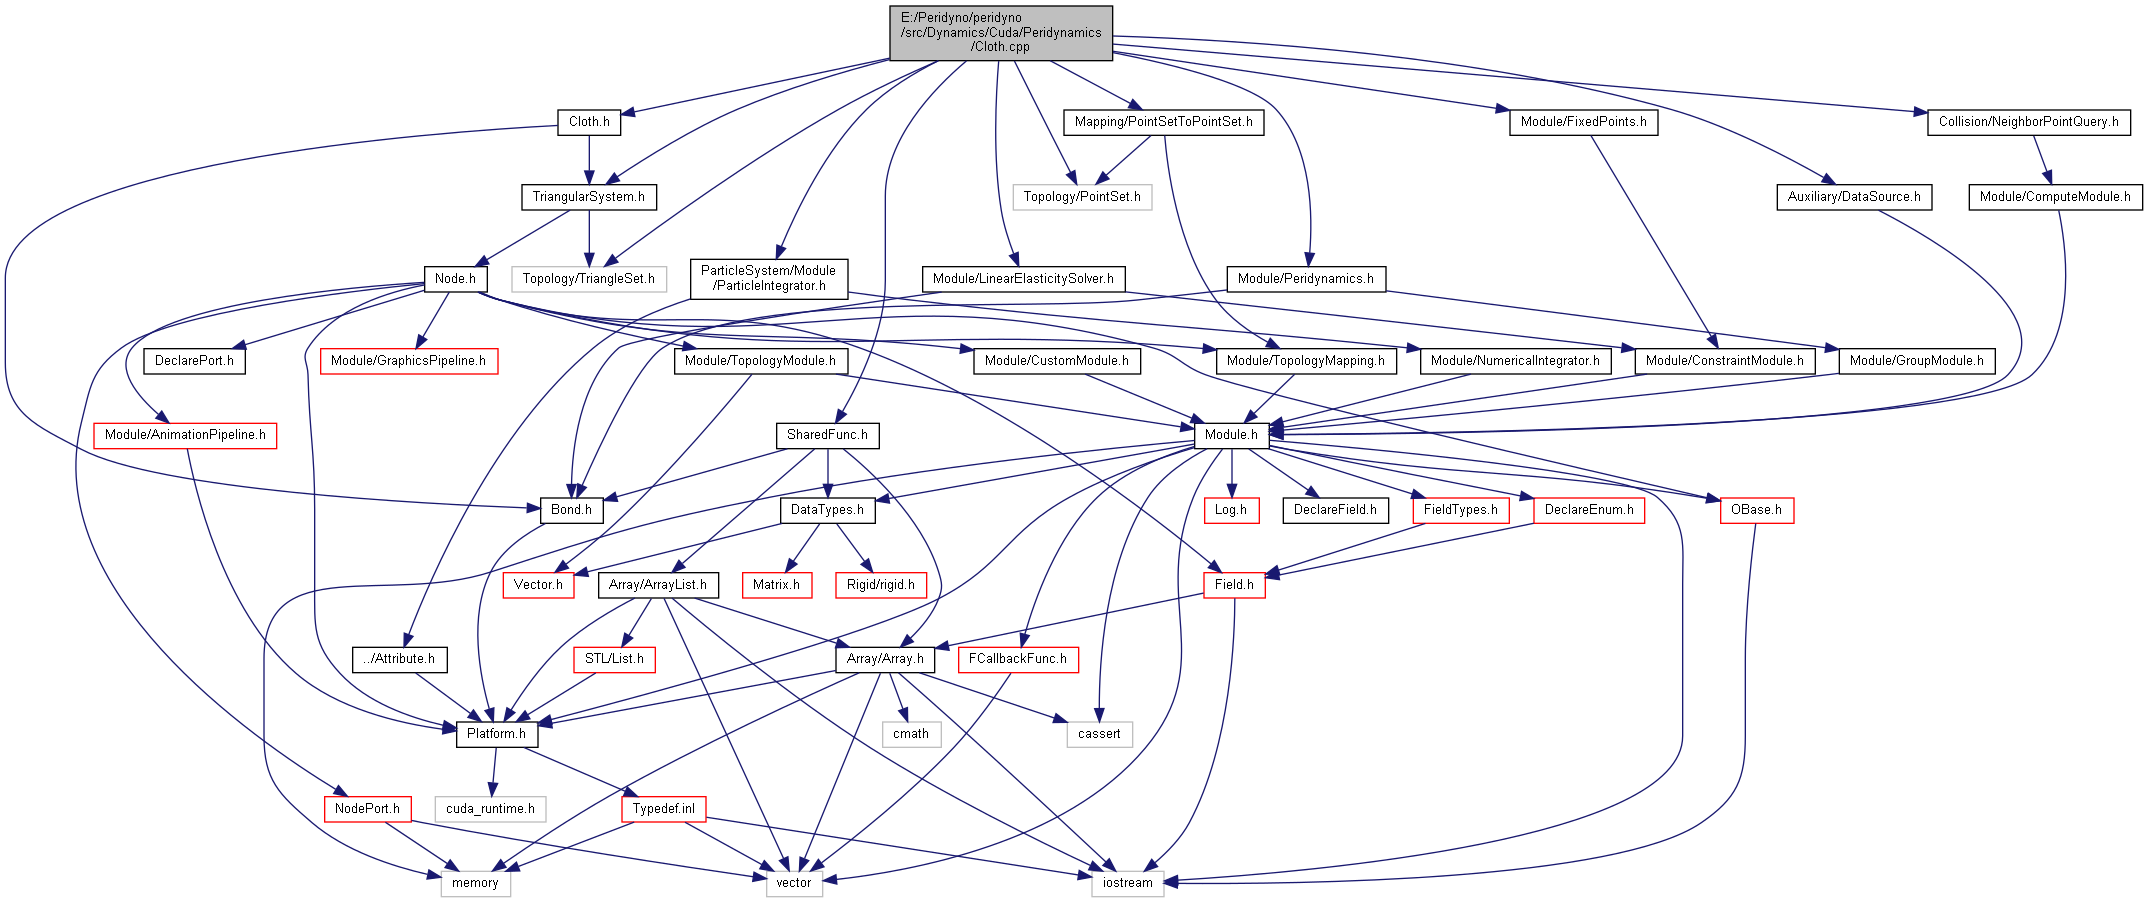 E:/Peridyno/peridyno
/src/Dynamics/Cuda/Peridynamics
/Cloth.cpp
Cloth.h
Mapping/PointSetToPointSet.h
Module/FixedPoints.h
Collision/NeighborPointQuery.h
TriangularSystem.h
Topology/PointSet.h
Auxiliary/DataSource.h
Module/ComputeModule.h
Node.h
Topology/TriangleSet.h
ParticleSystem/Module
/ParticleIntegrator.h
Module/LinearElasticitySolver.h
Module/Peridynamics.h
DeclarePort.h
Module/GraphicsPipeline.h
Module/TopologyModule.h
Module/CustomModule.h
Module/TopologyMapping.h
Module/NumericalIntegrator.h
Module/ConstraintModule.h
Module/GroupModule.h
Module/AnimationPipeline.h
SharedFunc.h
Module.h
Bond.h
DataTypes.h
Log.h
DeclareField.h
FieldTypes.h
DeclareEnum.h
OBase.h
Vector.h
Array/ArrayList.h
Matrix.h
Rigid/rigid.h
Field.h
../Attribute.h
STL/List.h
Array/Array.h
FCallbackFunc.h
Platform.h
cmath
cassert
NodePort.h
cuda_runtime.h
Typedef.inl
memory
vector
iostream